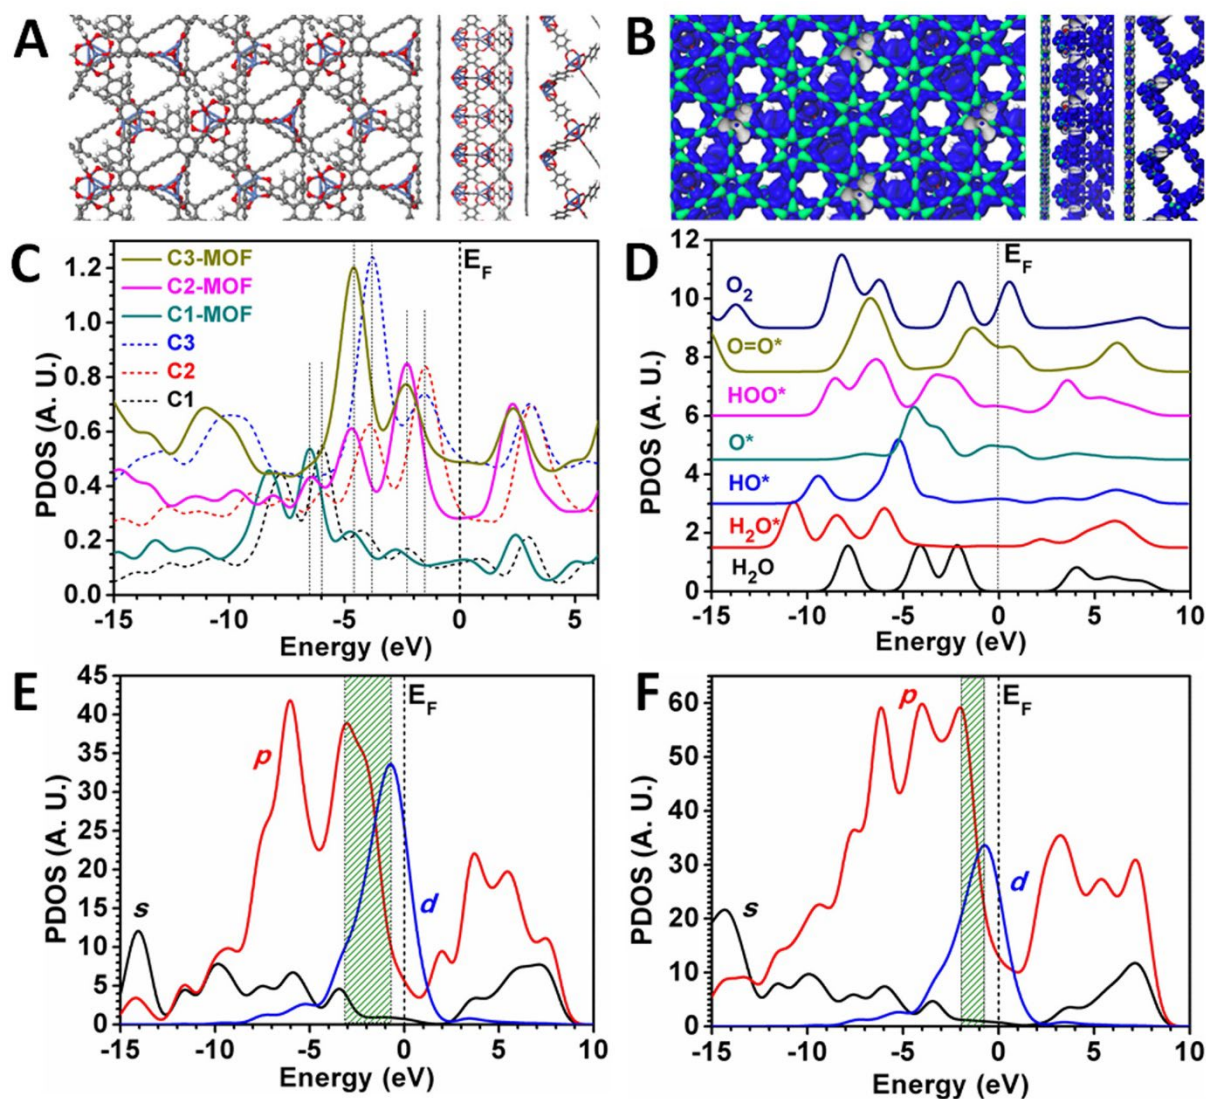 A
B
C
C3-MOF
C2-MOF
C1-MOF
C3
C2
C1
E_F
1.2
1.0
0.8
0.6
0.4
0.2
0.0
PDOS (A. U.)
-15 -10 -5 0 5
Energy (eV)
D
E_F
O₂
O=O*
HOO*
O*
HO*
H₂O*
H₂O
12
10
8
6
4
2
0
PDOS (A. U.)
-15 -10 -5 0 5 10
Energy (eV)
E
E_F
p
s
d
45
40
35
30
25
20
15
10
5
0
PDOS (A. U.)
-15 -10 -5 0 5 10
Energy (eV)
F
E_F
p
s
d
60
50
40
30
20
10
0
PDOS (A. U.)
-15 -10 -5 0 5 10
Energy (eV)